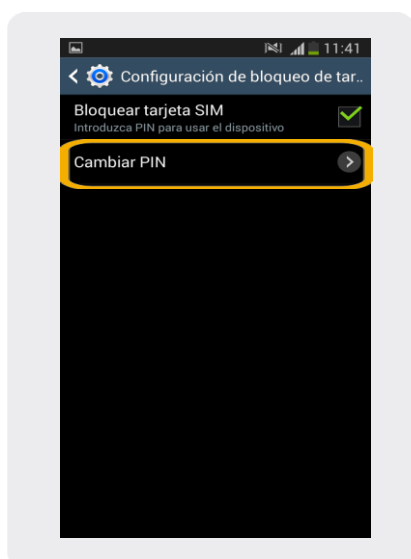 11:41
Configuración de bloqueo de tar..
Bloquear tarjeta SIM
Introduzca PIN para usar el dispositivo
Cambiar PIN